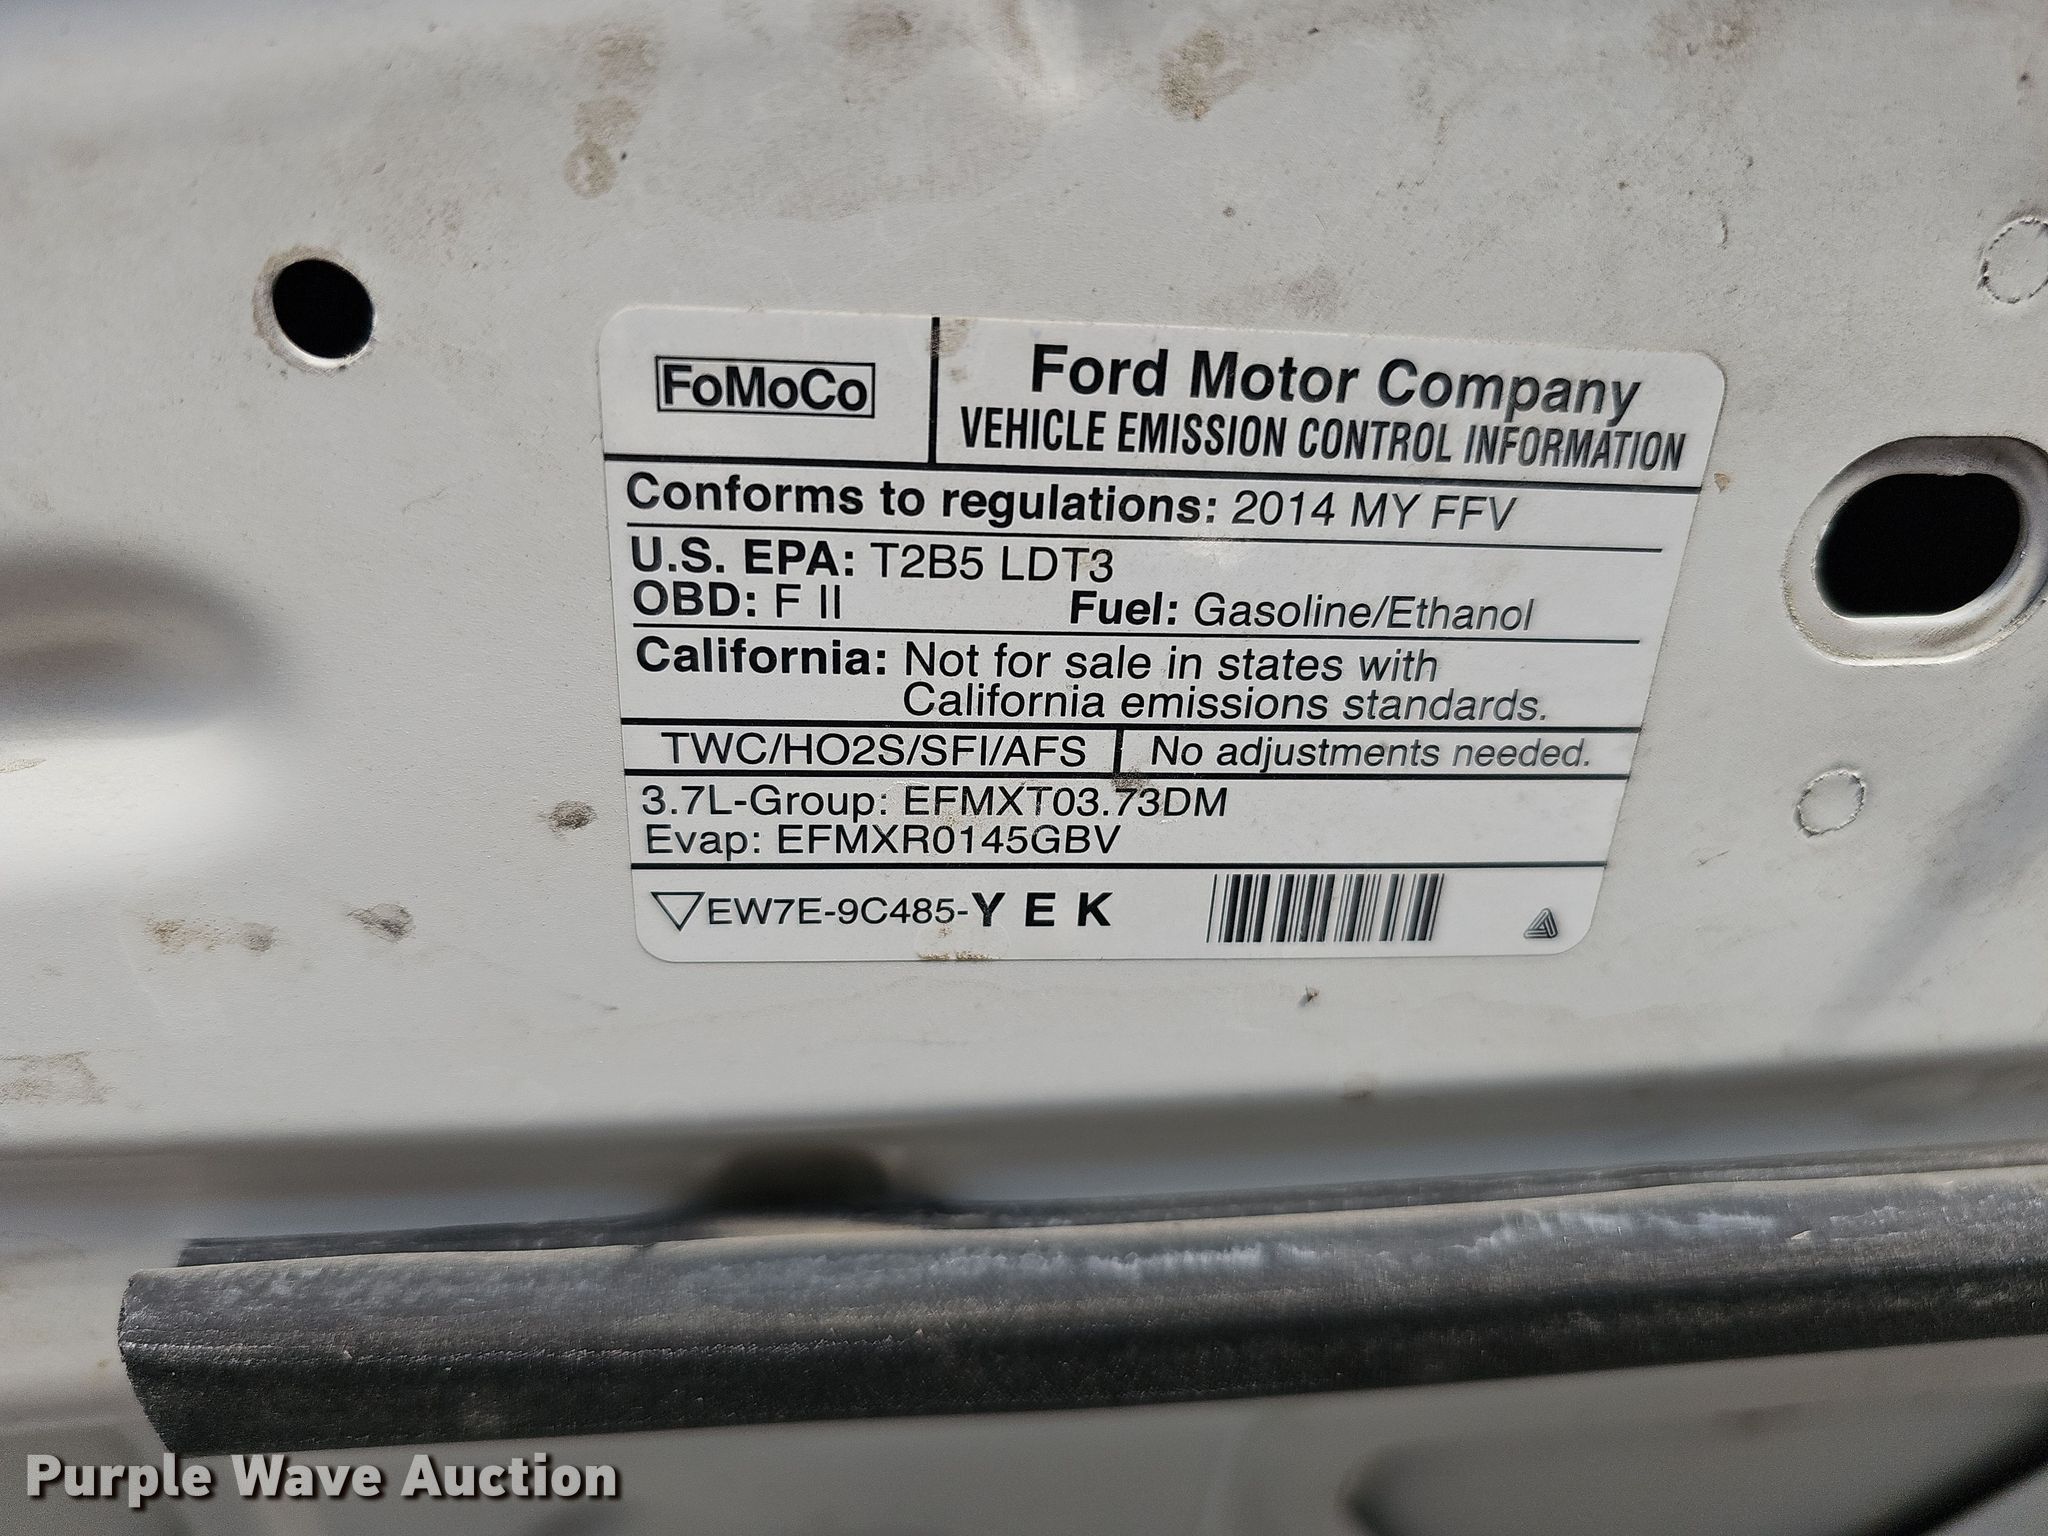 FoMoCo
Ford Motor Company
VEHICLE EMISSION CONTROL INFORMATION
Conforms to regulations: 2014 MY FFV
U.S. EPA: T2B5 LDT3
OBD: F II Fuel: Gasoline/Ethanol
California: Not for sale in states with
California emissions standards.
TWC/HO2S/SFI/AFS No adjustments needed.
3.7L-Group: EFMXT03.73DM
Evap: EFMXR0145GBV
EW7E-9C485-Y E K
Purple Wave Auction